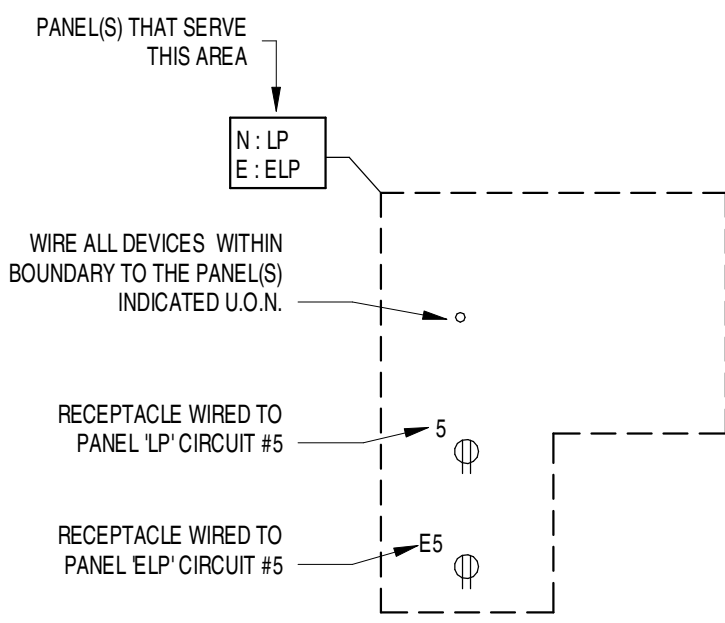 PANEL(S) THAT SERVE
THIS AREA
N : LP
E : ELP
WIRE ALL DEVICES WITHIN
BOUNDARY TO THE PANEL(S)
INDICATED U.O.N.
RECEPTACLE WIRED TO
PANEL 'LP' CIRCUIT #5
5
RECEPTACLE WIRED TO
PANEL 'ELP' CIRCUIT #5
E5